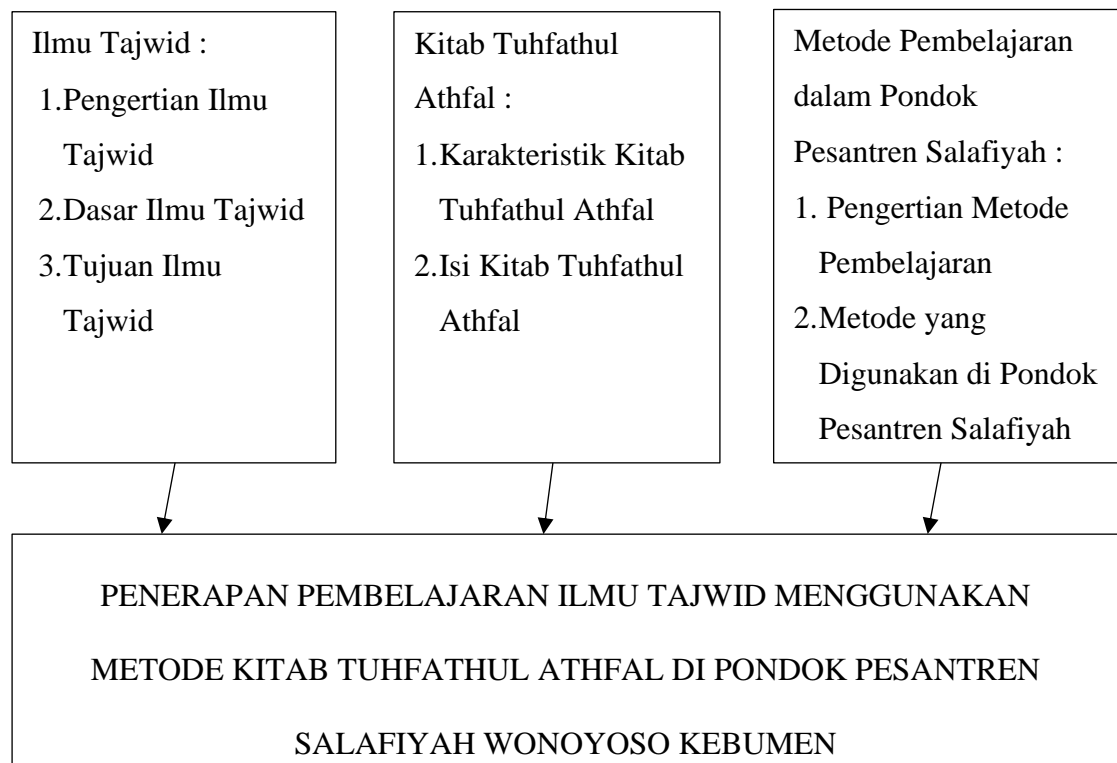 Ilmu Tajwid :
1.Pengertian Ilmu
Tajwid
2.Dasar Ilmu Tajwid
3.Tujuan Ilmu
Tajwid
Kitab Tuhfathul
Athfal :
1.Karakteristik Kitab
Tuhfathul Athfal
2.Isi Kitab Tuhfathul
Athfal
Metode Pembelajaran
dalam Pondok
Pesantren Salafiyah :
1. Pengertian Metode
Pembelajaran
2.Metode yang
Digunakan di Pondok
Pesantren Salafiyah
PENERAPAN PEMBELAJARAN ILMU TAJWID MENGGUNAKAN
METODE KITAB TUHFATHUL ATHFAL DI PONDOK PESANTREN
SALAFIYAH WONOYOSO KEBUMEN